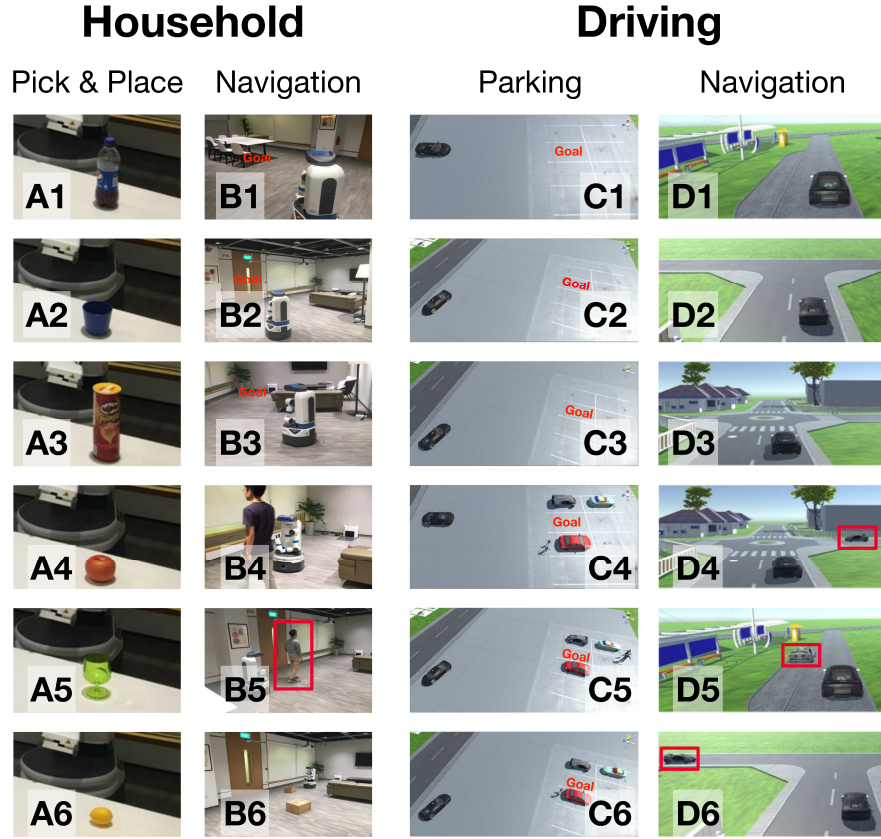 Household Driving
Pick & Place Navigation Parking Navigation
A1 B1 Goal C1 Goal D1
A2 B2 Goal C2 Goal D2
A3 B3 Goal C3 Goal D3
A4 B4 C4 Goal D4
A5 B5 C5 Goal D5
A6 B6 C6 Goal D6